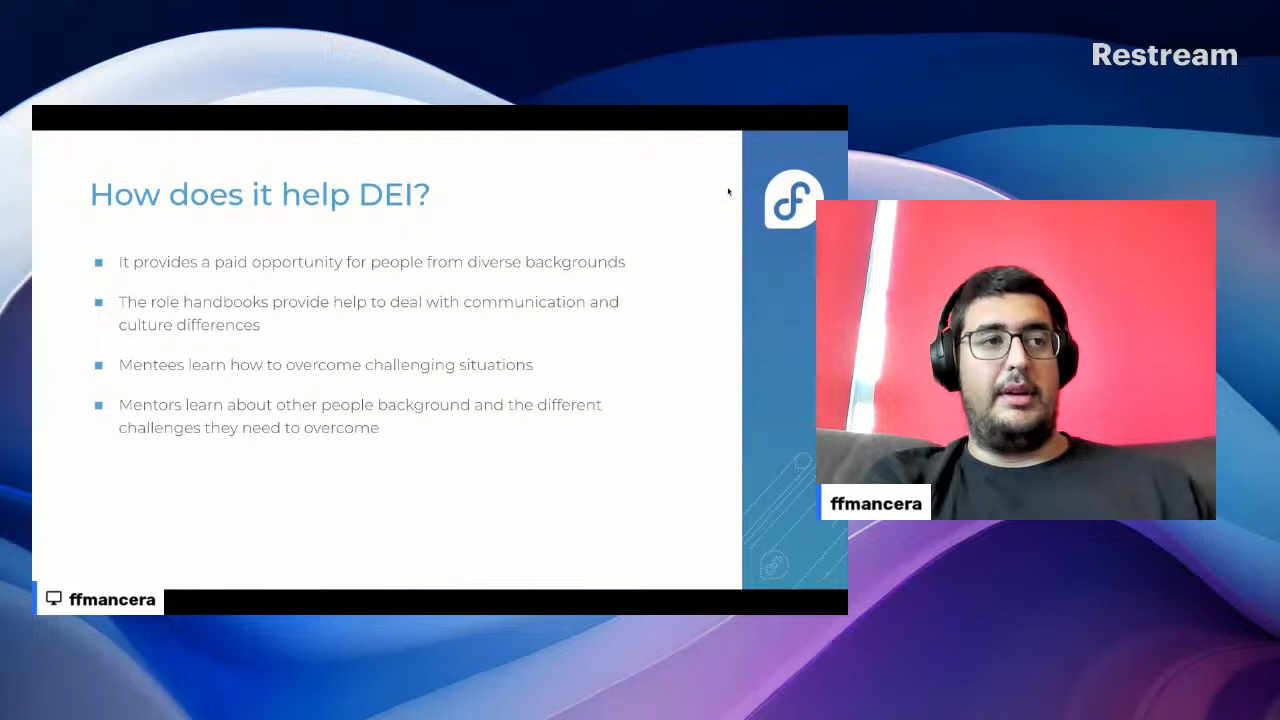 Restream
How does it help DEI?
It provides a paid opportunity for people from diverse backgrounds
The role handbooks provide help to deal with communication and
culture differences
Mentees learn how to overcome challenging situations
Mentors learn about other people background and the different
challenges they need to overcome
ffmancera
ffmancera